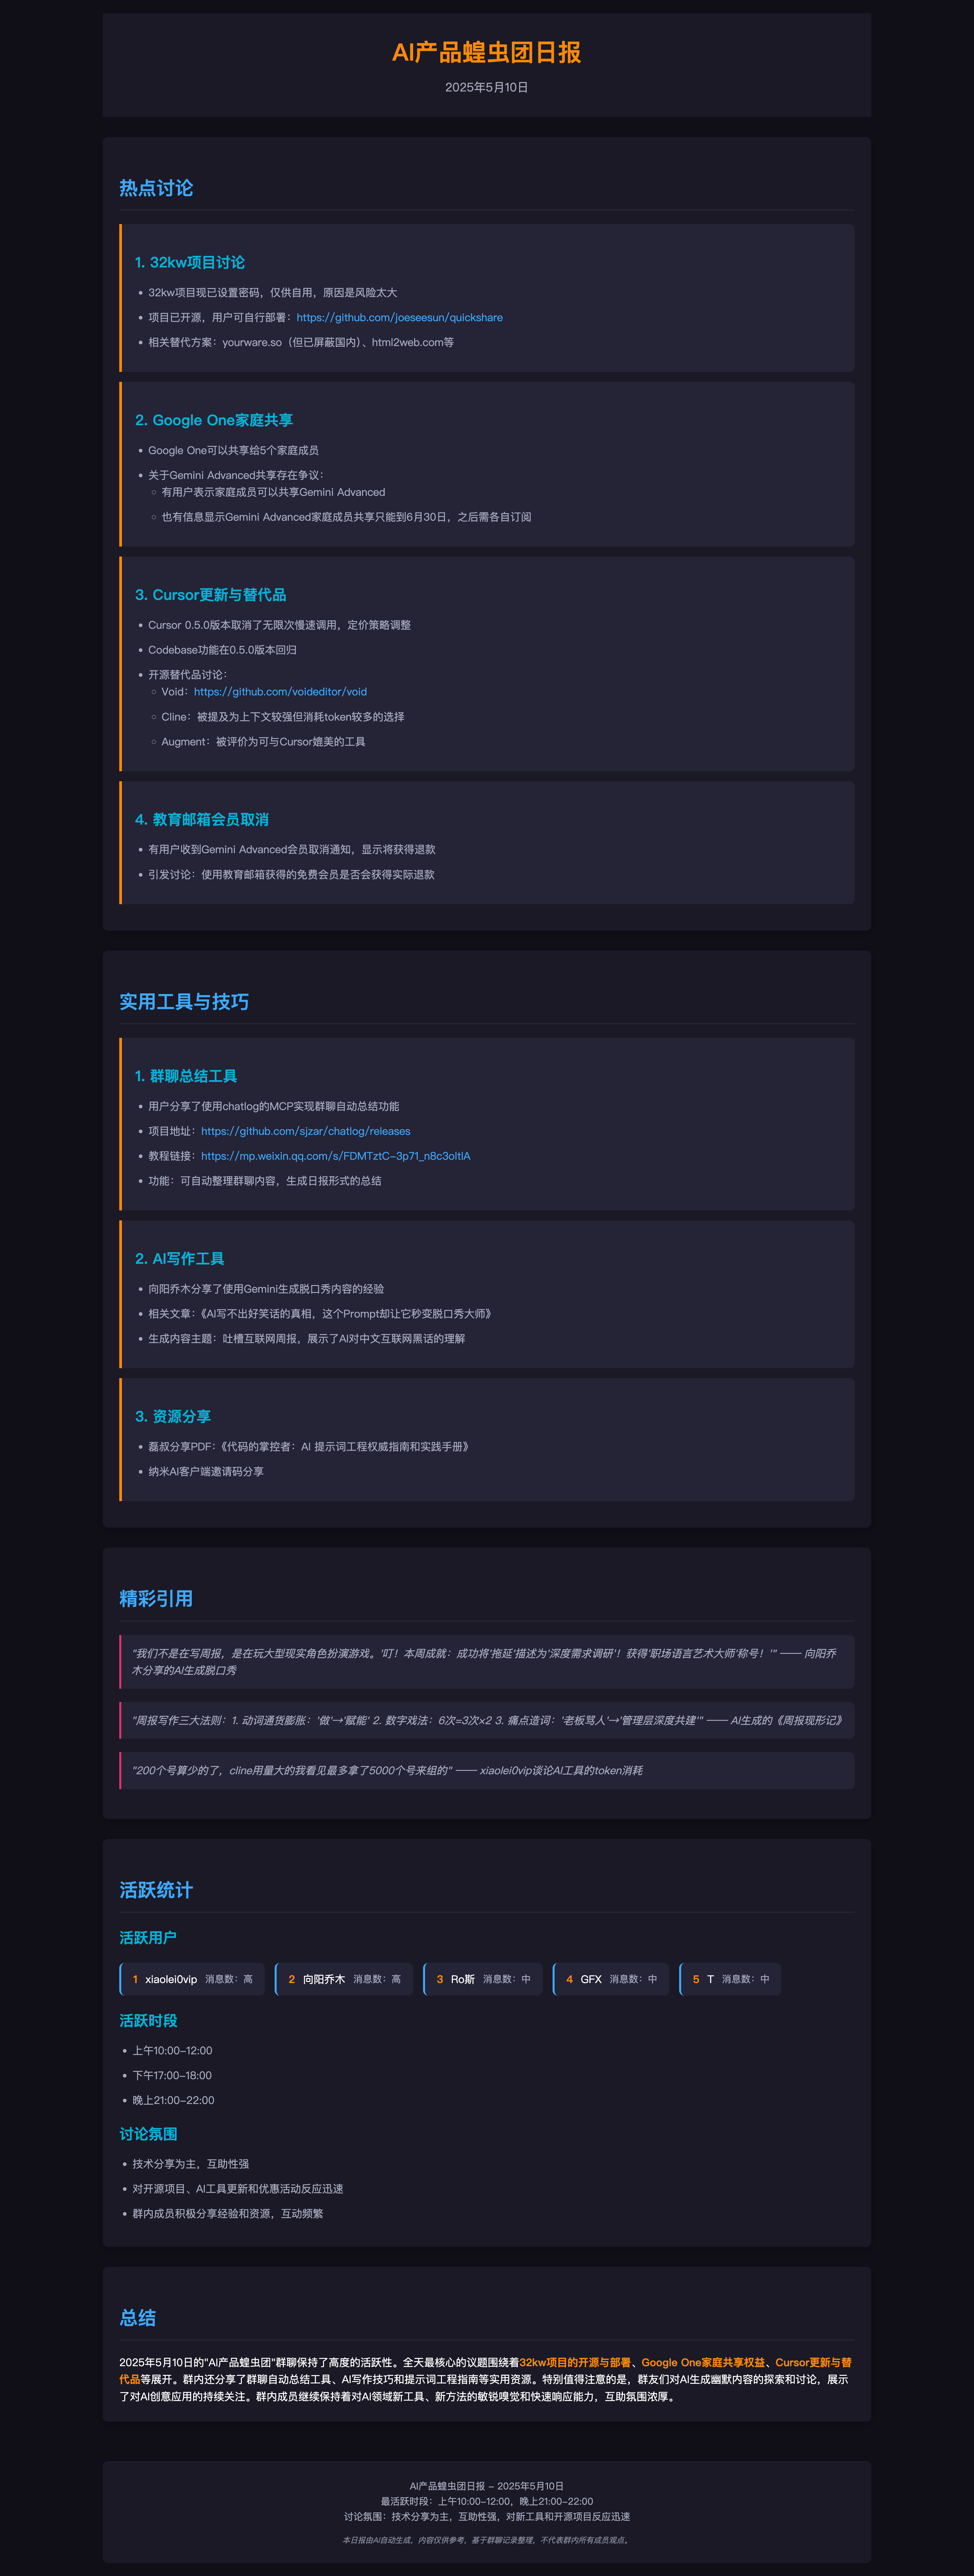 AI产品蝗虫团日报
2025年5月10日
热点讨论
1. 32kw项目讨论
• 32kw项目现已设置密码，仅供自用，原因是风险太大
• 项目已开源，用户可自行部署：https://github.com/joeseesun/quickshare
• 相关替代方案：yourware.so（但已屏蔽国内）、html2web.com等
2. Google One家庭共享
• Google One可以共享给5个家庭成员
• 关于Gemini Advanced共享存在争议：
◦ 有用户表示家庭成员可以共享Gemini Advanced
◦ 也有信息显示Gemini Advanced家庭成员共享只能到6月30日，之后需各自订阅
3. Cursor更新与替代品
• Cursor 0.5.0版本取消了无限次慢速调用，定价策略调整
• Codebase功能在0.5.0版本回归
• 开源替代品讨论：
◦ Void：https://github.com/voideditor/void
◦ Cline：被提及为上下文较强但消耗token较多的选择
◦ Augment：被评价为可与Cursor媲美的工具
4. 教育邮箱会员取消
• 有用户收到Gemini Advanced会员取消通知，显示将获得退款
• 引发讨论：使用教育邮箱获得的免费会员是否会获得实际退款
实用工具与技巧
1. 群聊总结工具
• 用户分享了使用chatlog的MCP实现群聊自动总结功能
• 项目地址：https://github.com/sjzar/chatlog/releases
• 教程链接：https://mp.weixin.qq.com/s/FDMTztC-3p71_n8c3oltlA
• 功能：可自动整理群聊内容，生成日报形式的总结
2. AI写作工具
• 向阳乔木分享了使用Gemini生成脱口秀内容的经验
• 相关文章：《AI写不出好笑话的真相，这个Prompt却让它秒变脱口秀大师》
• 生成内容主题：吐槽互联网周报，展示了AI对中文互联网黑话的理解
3. 资源分享
• 磊叔分享PDF：《代码的掌控者：AI 提示词工程权威指南和实践手册》
• 纳米AI客户端邀请码分享
精彩引用
"我们不是在写周报，是在玩大型现实角色扮演游戏。'叮！本周成就：成功将'拖延'描述为'深度需求调研'！获得'职场语言艺术大师'称号！'" —— 向阳乔
木分享的AI生成脱口秀
"周报写作三大法则：1. 动词通货膨胀：'做'→'赋能' 2. 数字戏法：6次=3次×2 3. 痛点造词：'老板骂人'→'管理层深度共建'" —— AI生成的《周报现形记》
"200个号算少的了，cline用量大的我看见最多拿了5000个号来组的" —— xiaolei0vip谈论AI工具的token消耗
活跃统计
活跃用户
1 xiaolei0vip 消息数：高 2 向阳乔木 消息数：高 3 Ro斯 消息数：中 4 GFX 消息数：中 5 T 消息数：中
活跃时段
• 上午10:00-12:00
• 下午17:00-18:00
• 晚上21:00-22:00
讨论氛围
• 技术分享为主，互助性强
• 对开源项目、AI工具更新和优惠活动反应迅速
• 群内成员积极分享经验和资源，互动频繁
总结
2025年5月10日的"AI产品蝗虫团"群聊保持了高度的活跃性。全天最核心的议题围绕着32kw项目的开源与部署、Google One家庭共享权益、Cursor更新与替
代品等展开。群内还分享了群聊自动总结工具、AI写作技巧和提示词工程指南等实用资源。特别值得注意的是，群友们对AI生成幽默内容的探索和讨论，展示
了对AI创意应用的持续关注。群内成员继续保持着对AI领域新工具、新方法的敏锐嗅觉和快速响应能力，互助氛围浓厚。
AI产品蝗虫团日报 - 2025年5月10日
最活跃时段：上午10:00-12:00，晚上21:00-22:00
讨论氛围：技术分享为主，互助性强，对新工具和开源项目反应迅速
本日报由AI自动生成，内容仅供参考，基于群聊记录整理，不代表群内所有成员观点。